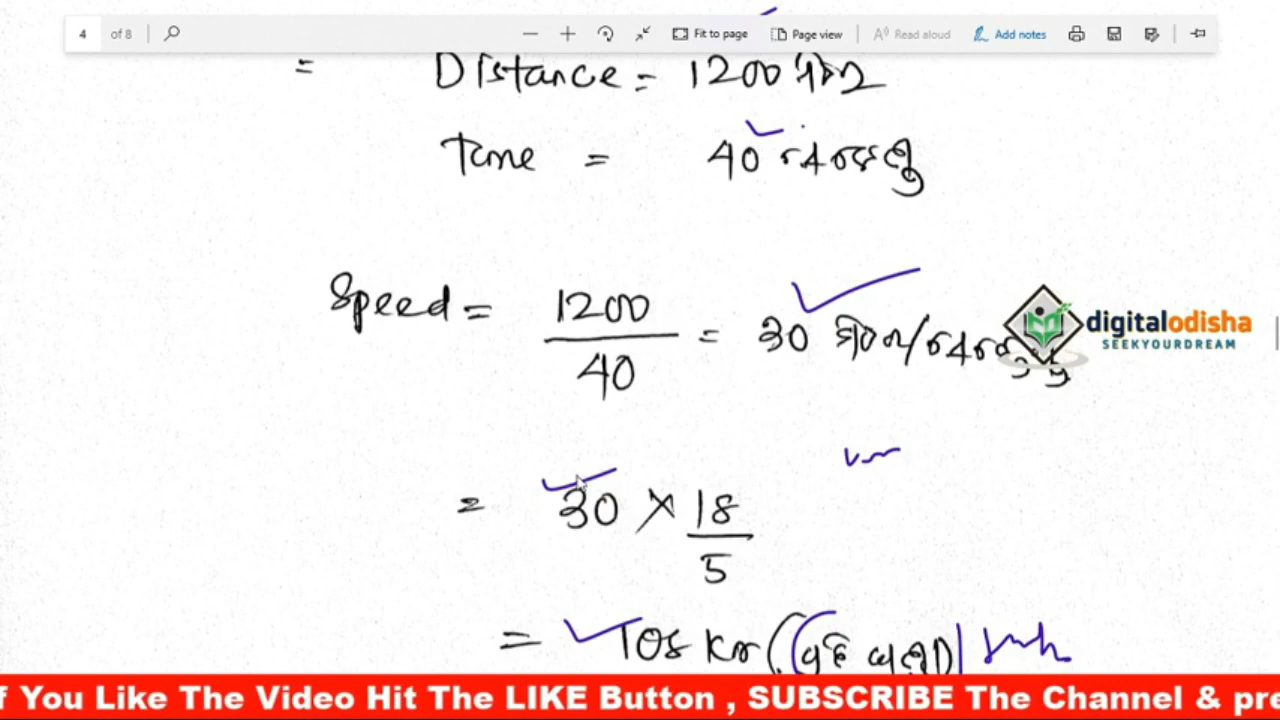 4 of 8 Fit to page Page view Read aloud Add notes
= Distance = 1200 ମିଟର
Time = 40 ସେକେଣ୍ଡ
Speed = 1200/40 = 30 ମିଟର/ସେକେଣ୍ଡ
digitalodisha
SEEKYOURDREAM
= 30 × 18/5
= 108 Km
f You Like The Video Hit The LIKE Button , SUBSCRIBE The Channel & pre